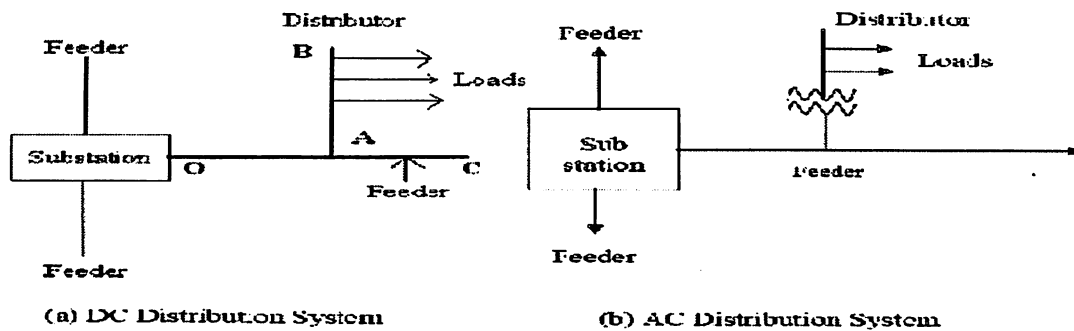 Distributor
Feeder
B
Loads
A
Substation
O
C
Feeder
Feeder
(a) DC Distribution System
Distributor
Feeder
Loads
Sub
station
Feeder
Feeder
(b) AC Distribution System